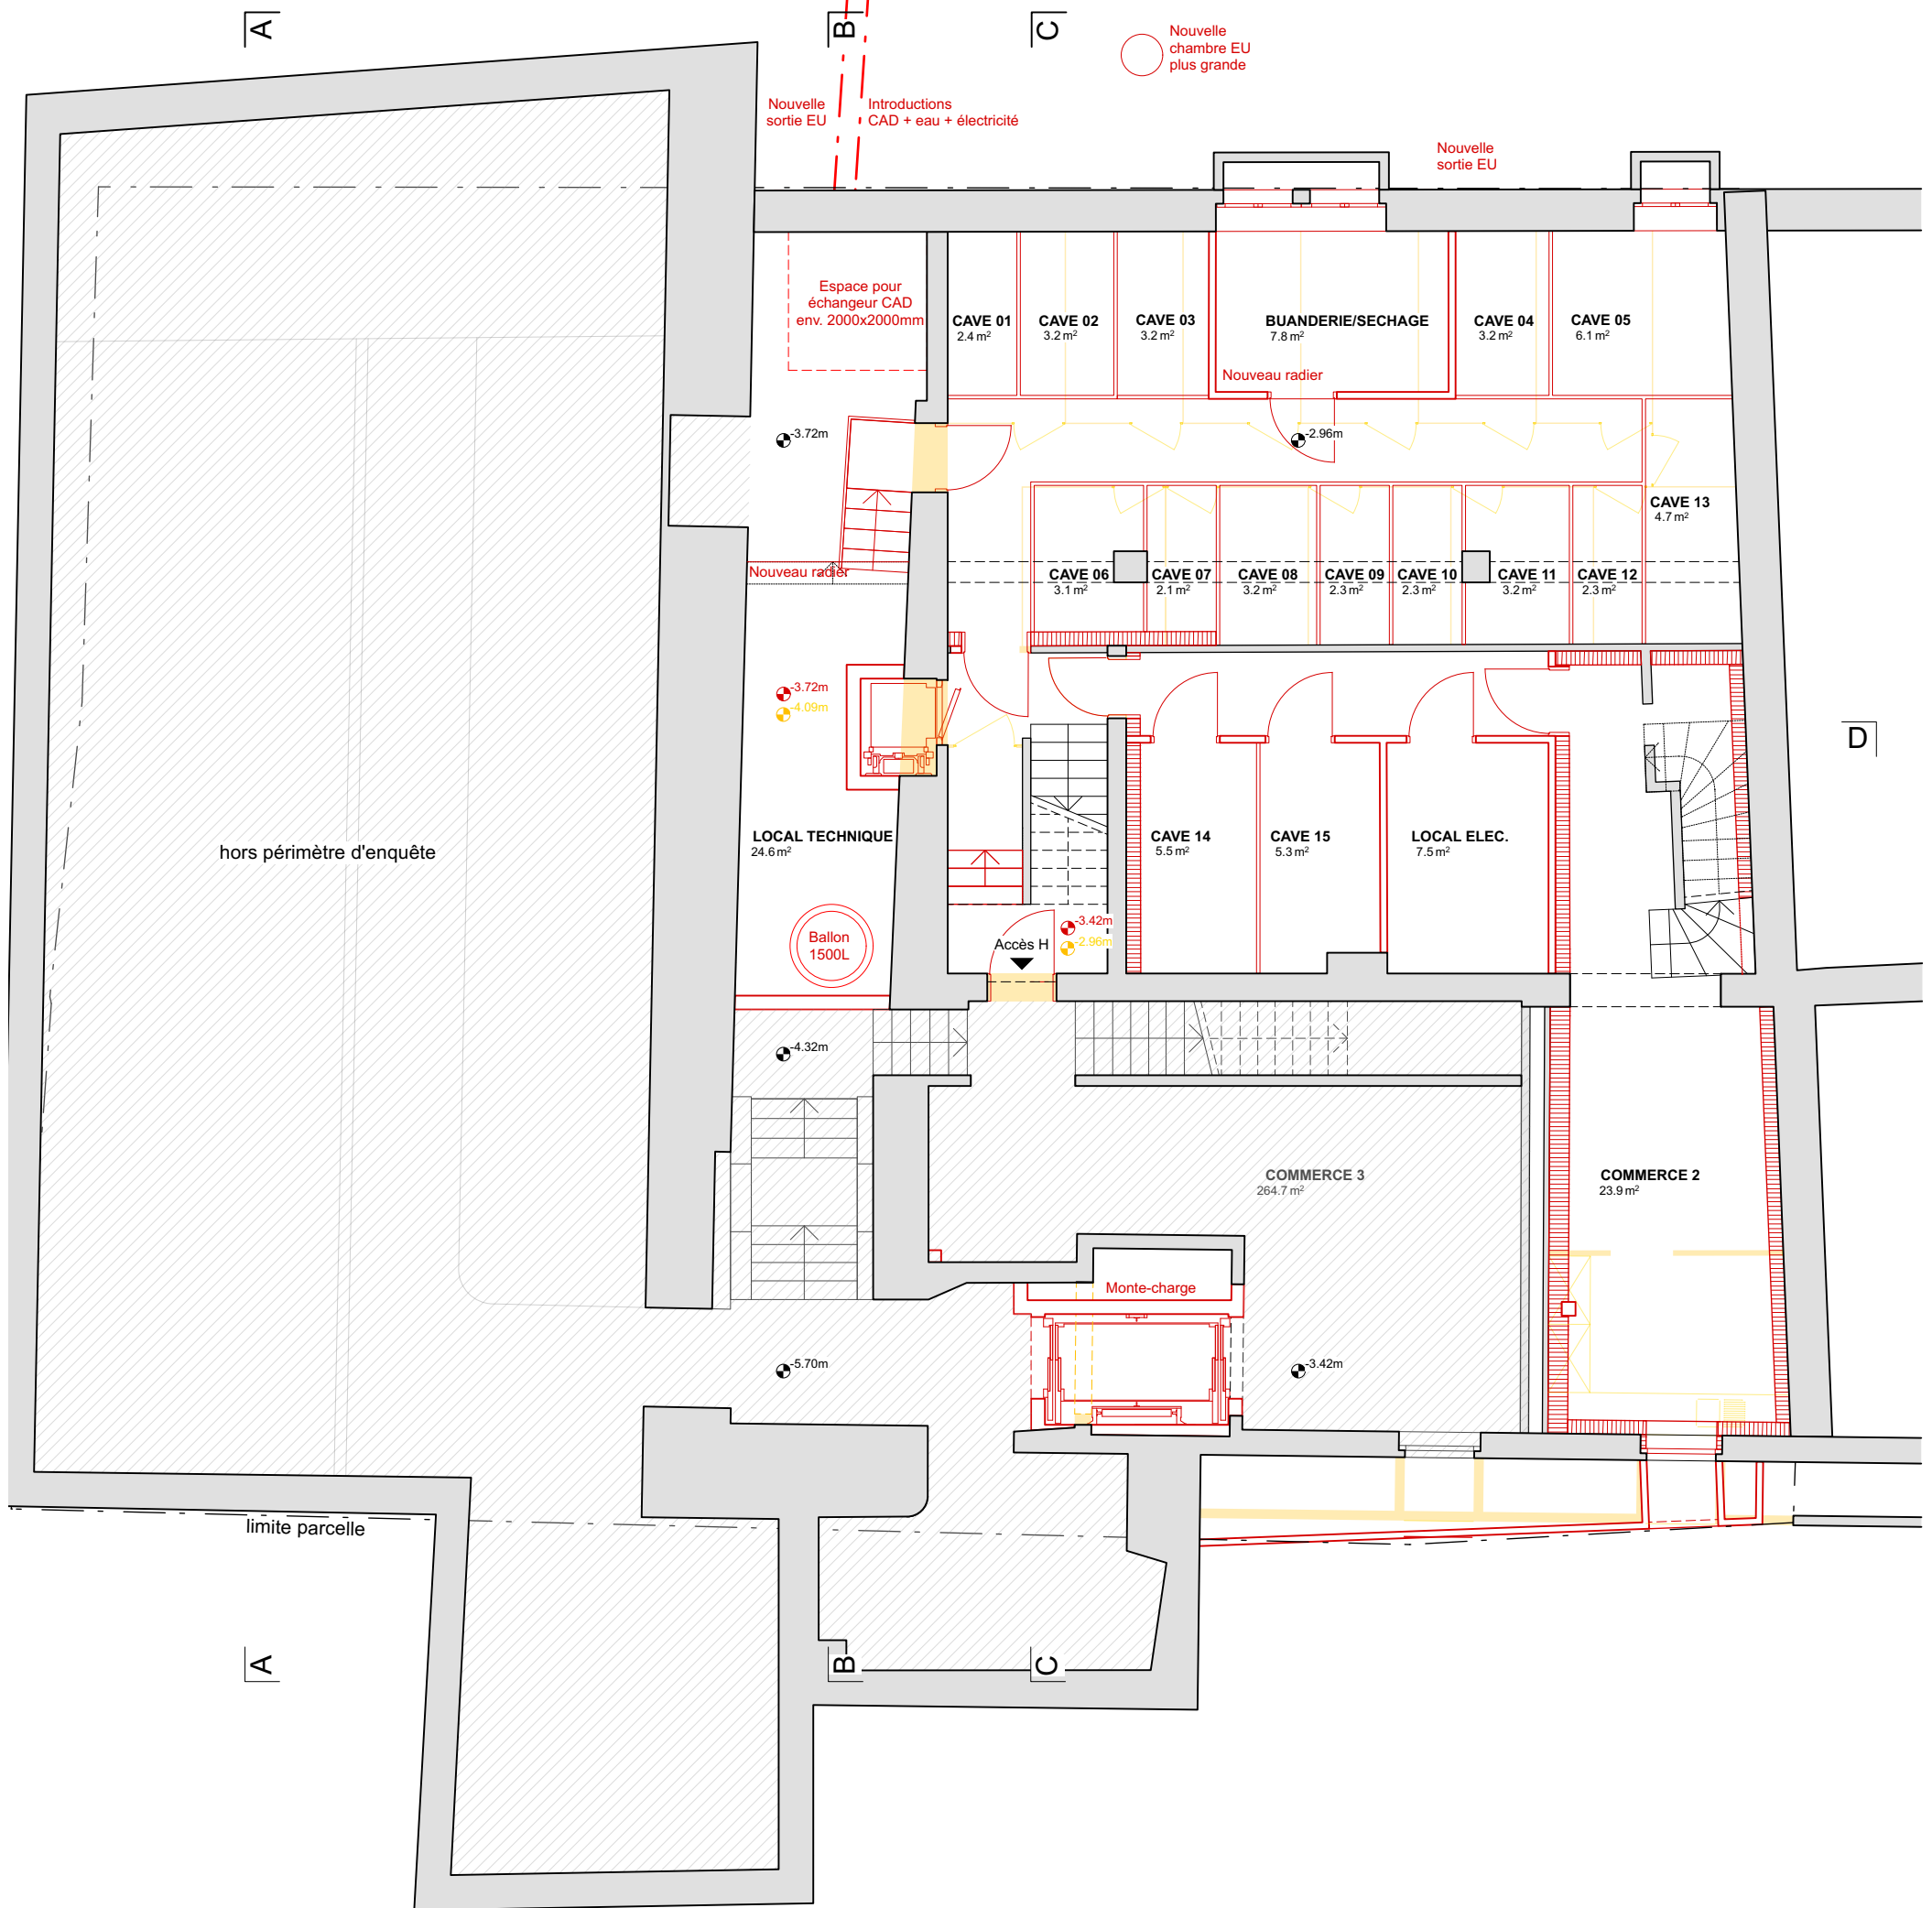 A
B
C
Nouvelle
chambre EU
plus grande
Nouvelle
sortie EU
Introductions
CAD + eau + électricité
Nouvelle
sortie EU
Espace pour
échangeur CAD
env. 2000x2000mm
CAVE 01
2.4 m²
CAVE 02
3.2 m²
CAVE 03
3.2 m²
BUANDERIE/SECHAGE
7.8 m²
CAVE 04
3.2 m²
CAVE 05
6.1 m²
Nouveau radier
-3.72m
-2.96m
CAVE 13
4.7 m²
Nouveau radier
CAVE 06
3.1 m²
CAVE 07
2.1 m²
CAVE 08
3.2 m²
CAVE 09
2.3 m²
CAVE 10
2.3 m²
CAVE 11
3.2 m²
CAVE 12
2.3 m²
-3.72m
-4.09m
D
LOCAL TECHNIQUE
24.6 m²
CAVE 14
5.5 m²
CAVE 15
5.3 m²
LOCAL ELEC.
7.5 m²
hors périmètre d'enquête
Ballon
1500L
Accès H
-3.42m
-2.96m
-4.32m
COMMERCE 3
264.7 m²
COMMERCE 2
23.9 m²
Monte-charge
-5.70m
-3.42m
limite parcelle
A
B
C